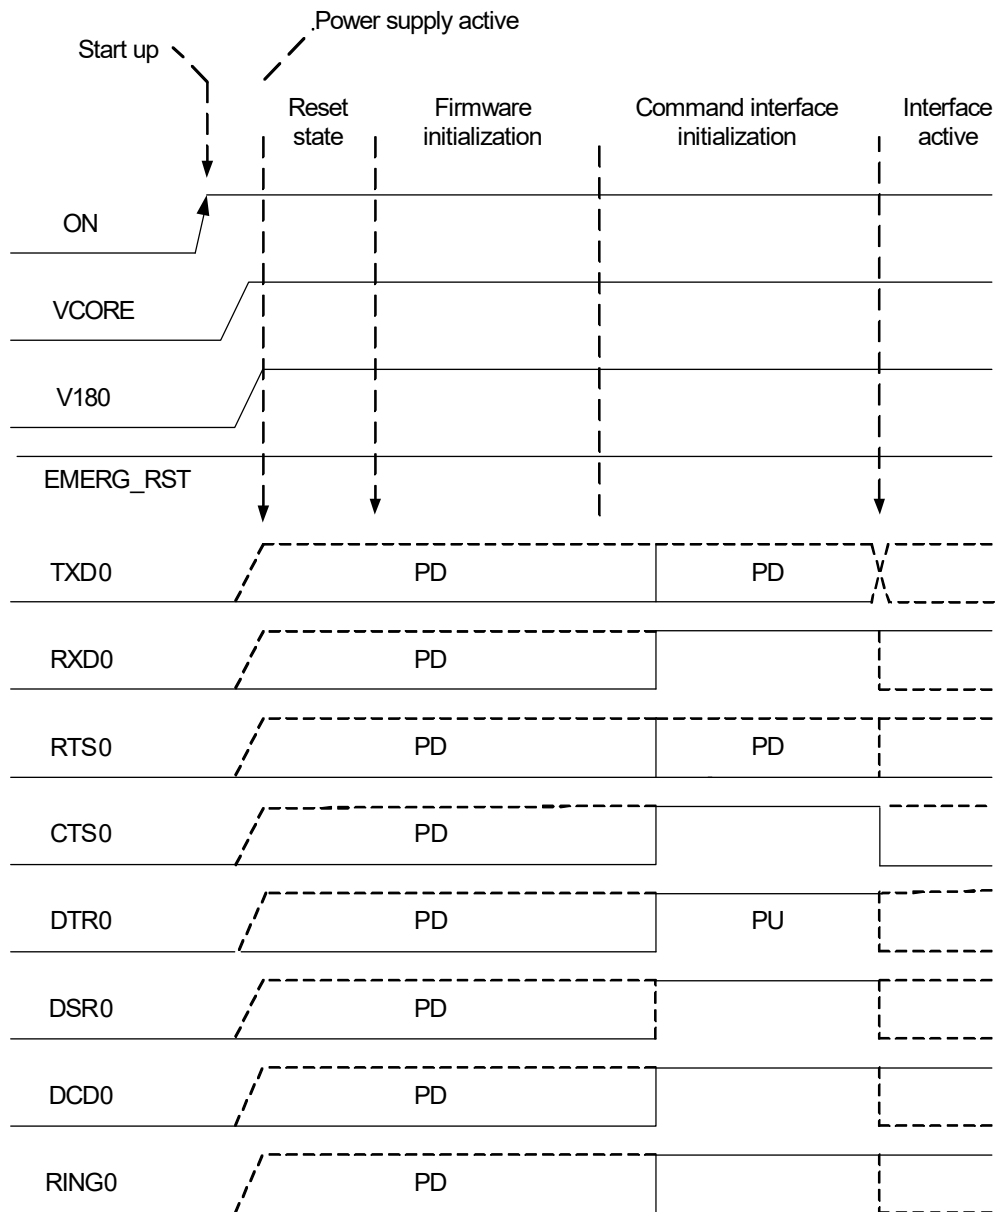 Power supply active
Start up
Reset state
Firmware initialization
Command interface initialization
Interface active
ON
VCORE
V180
EMERG_RST
TXD0 PD PD
RXD0 PD
RTS0 PD PD
CTS0 PD
DTR0 PD PU
DSR0 PD
DCD0 PD
RING0 PD